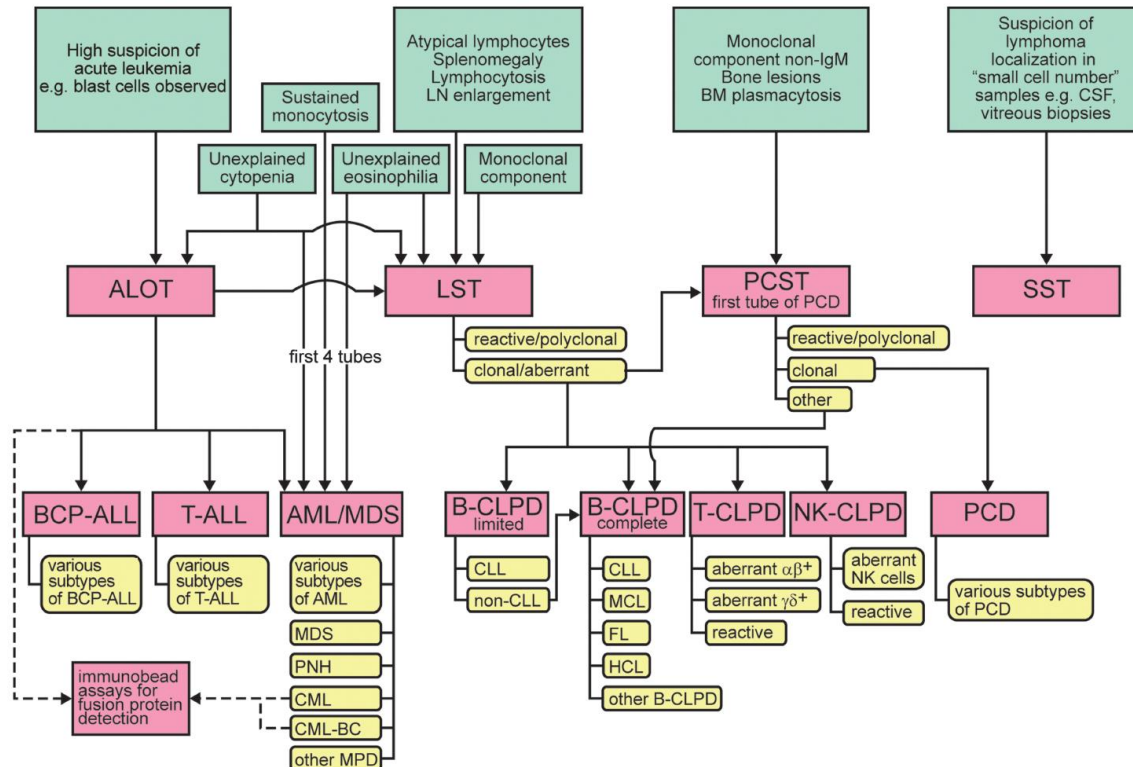 High suspicion of
acute leukemia
e.g. blast cells observed
Sustained
monocytosis
Atypical lymphocytes
Splenomegaly
Lymphocytosis
LN enlargement
Monoclonal
component non-IgM
Bone lesions
BM plasmacytosis
Suspicion of
lymphoma
localization in
“small cell number”
samples e.g. CSF,
vitreous biopsies
Unexplained
cytopenia
Unexplained
eosinophilia
Monoclonal
component
ALOT
LST
PCST
first tube of PCD
SST
first 4 tubes
reactive/polyclonal
clonal/aberrant
reactive/polyclonal
clonal
other
BCP-ALL
T-ALL
AML/MDS
B-CLPD
limited
B-CLPD
complete
T-CLPD
NK-CLPD
PCD
various
subtypes
of BCP-ALL
various
subtypes
of T-ALL
various
subtypes
of AML
MDS
PNH
CML
CML-BC
other MPD
CLL
non-CLL
CLL
MCL
FL
HCL
other B-CLPD
aberrant αβ+
aberrant γδ+
reactive
aberrant
NK cells
reactive
various subtypes
of PCD
immunobead
assays for
fusion protein
detection